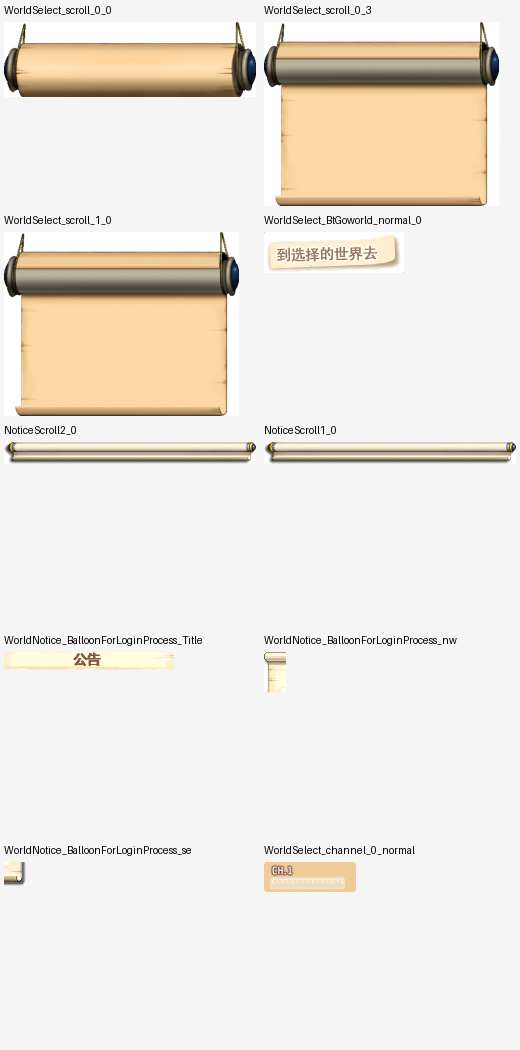 WorldSelect_scroll_0_0
WorldSelect_scroll_0_3
WorldSelect_scroll_1_0
WorldSelect_BtGoworld_normal_0
到选择的世界去
NoticeScroll2_0
NoticeScroll1_0
WorldNotice_BalloonForLoginProcess_Title
WorldNotice_BalloonForLoginProcess_nw
公告
WorldNotice_BalloonForLoginProcess_se
WorldSelect_channel_0_normal
CH.1